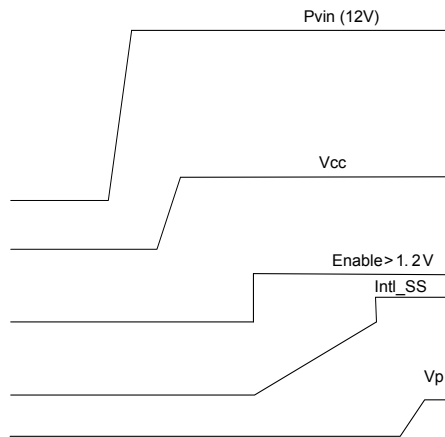 Pvin (12V)
Vcc
Enable>1.2V
Intl_SS
Vp